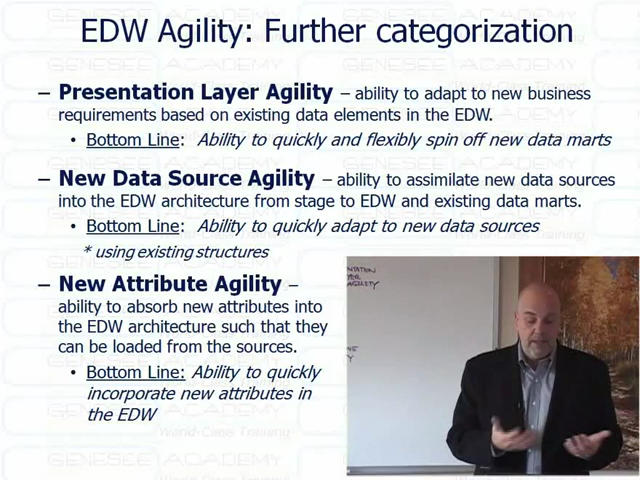 EDW Agility: Further categorization
– Presentation Layer Agility – ability to adapt to new business
requirements based on existing data elements in the EDW.
• Bottom Line: Ability to quickly and flexibly spin off new data marts
– New Data Source Agility – ability to assimilate new data sources
into the EDW architecture from stage to EDW and existing data marts.
• Bottom Line: Ability to quickly adapt to new data sources
* using existing structures
– New Attribute Agility –
ability to absorb new attributes into
the EDW architecture such that they
can be loaded from the sources.
• Bottom Line: Ability to quickly
incorporate new attributes in
the EDW
GENESEE ACADEMY
World-Class Training